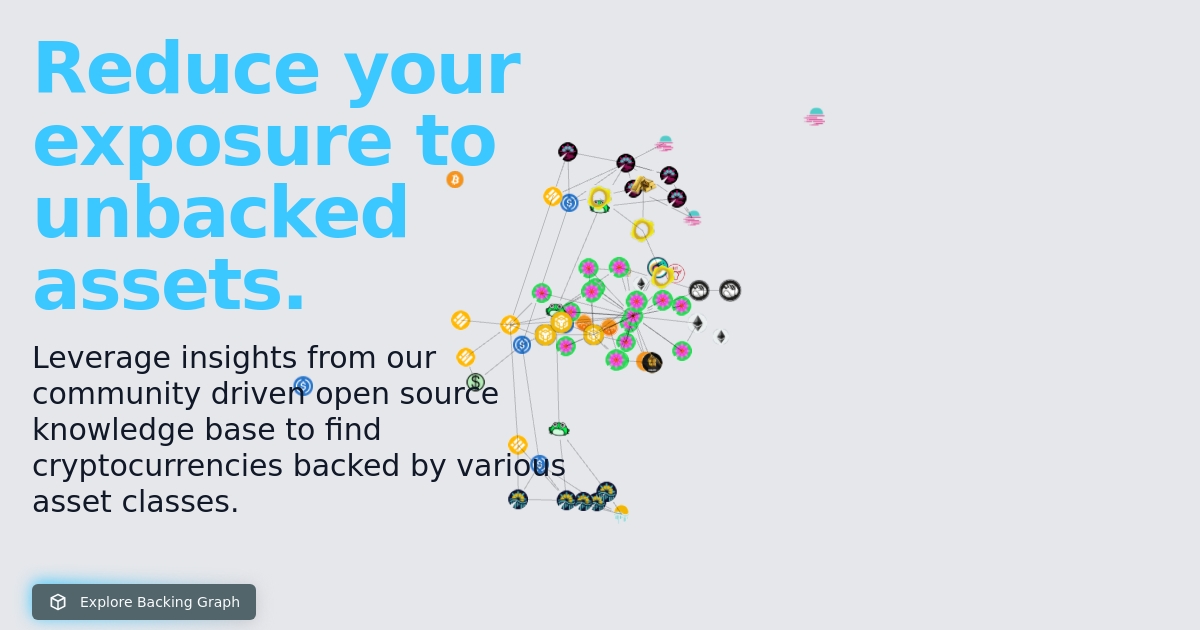 Reduce your
exposure to
unbacked
assets.
Leverage insights from our
community driven open source
knowledge base to find
cryptocurrencies backed by various
asset classes.
Explore Backing Graph